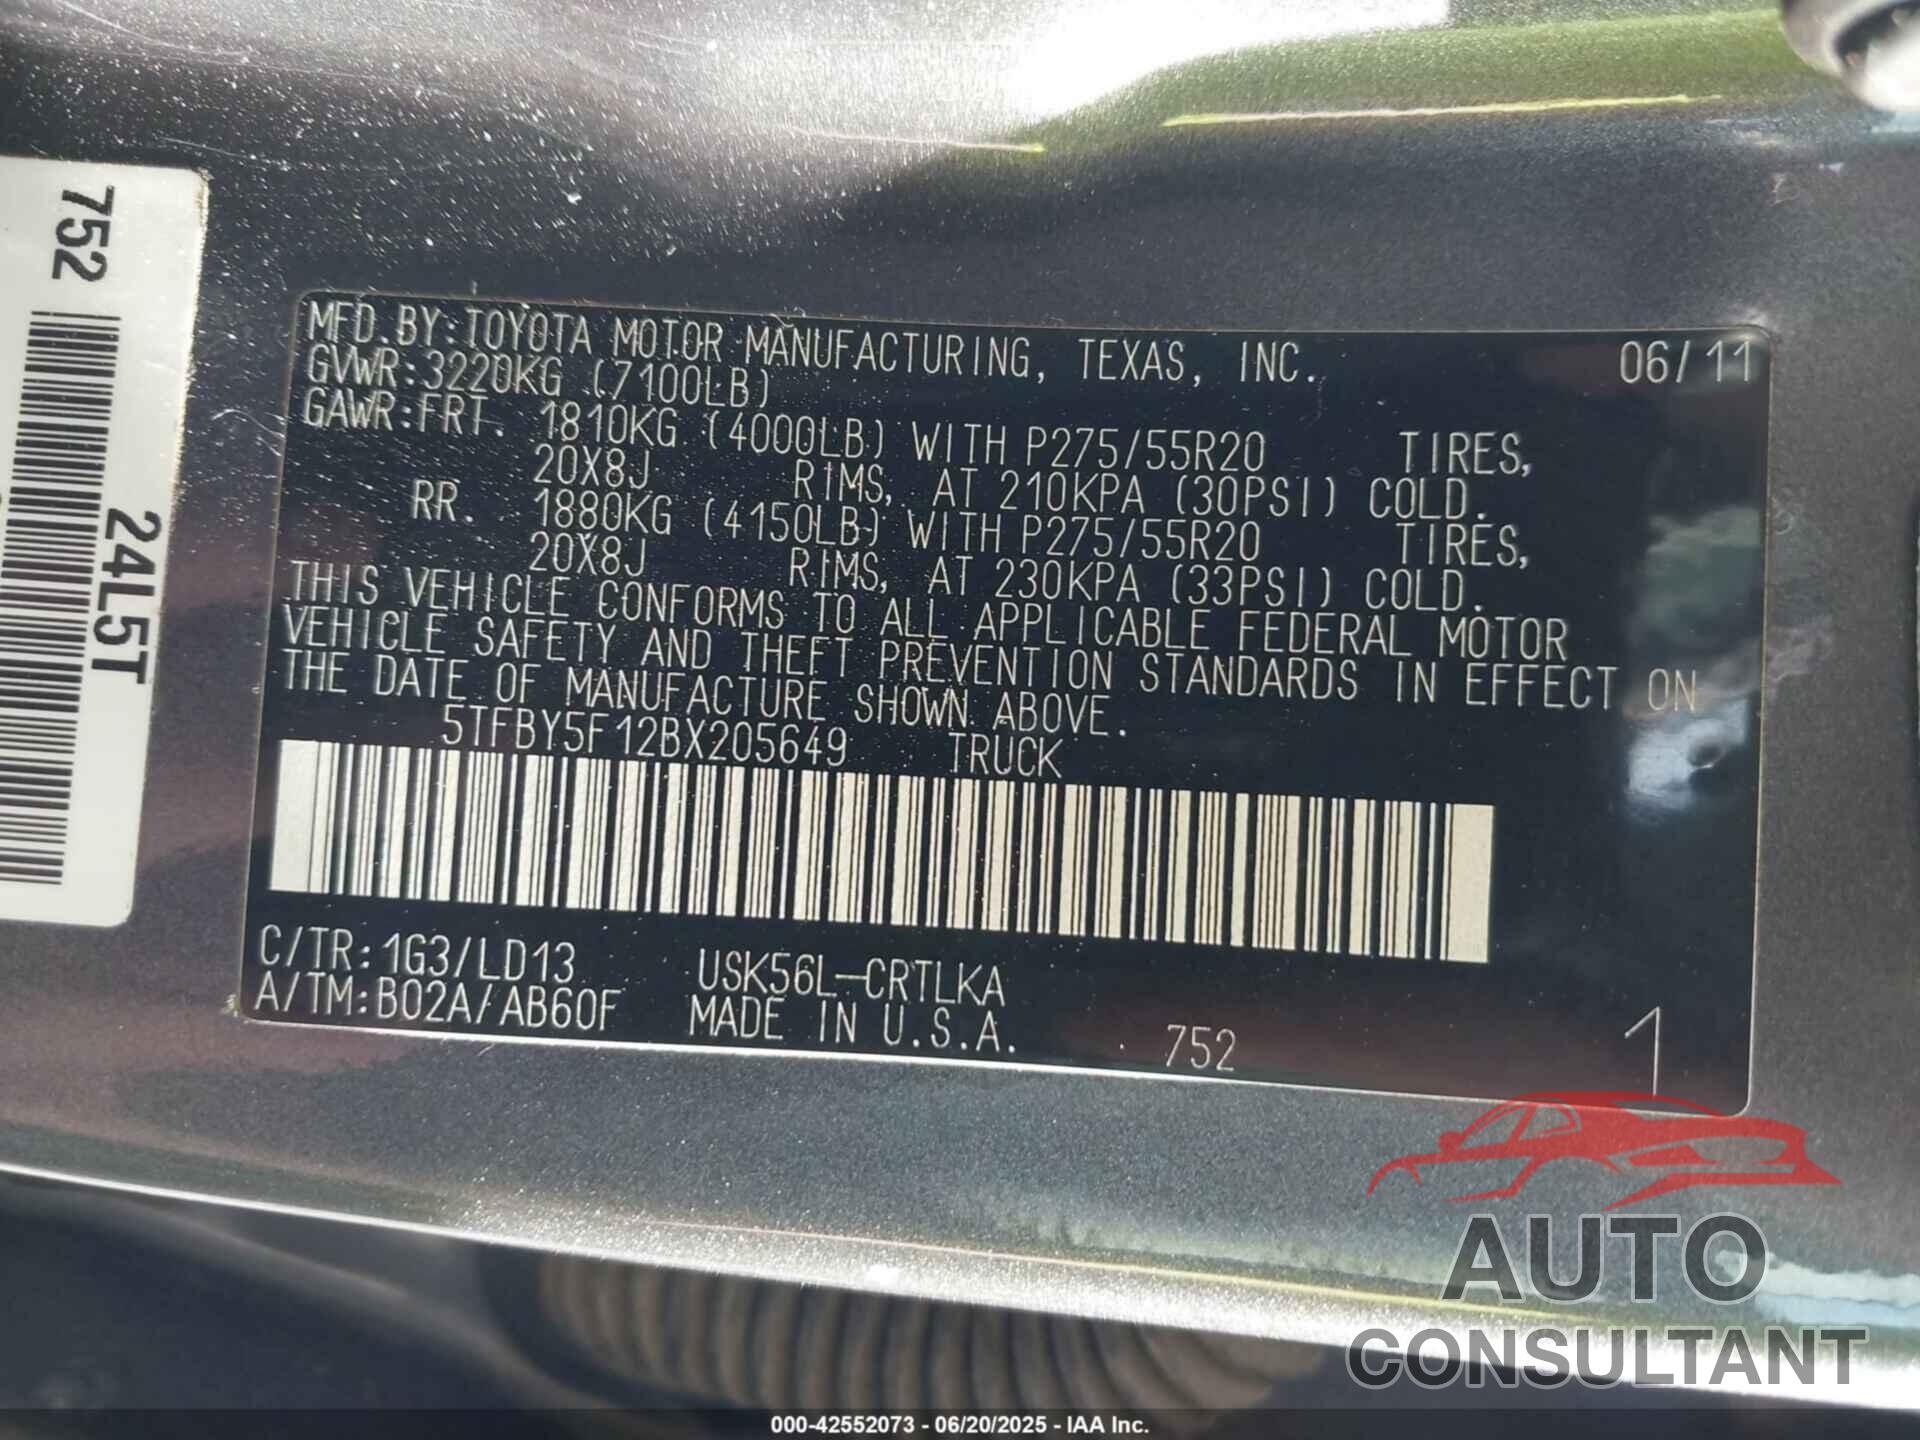 752
24L5T
MFD.BY:TOYOTA MOTOR MANUFACTURING, TEXAS, INC. 06/11
GVWR:3220KG (7100LB)
GAWR:FRT. 1810KG (4000LB) WITH P275/55R20 TIRES,
20X8J RIMS, AT 210KPA (30PSI) COLD.
RR. 1880KG (4150LB) WITH P275/55R20 TIRES,
20X8J RIMS, AT 230KPA (33PSI) COLD.
THIS VEHICLE CONFORMS TO ALL APPLICABLE FEDERAL MOTOR
VEHICLE SAFETY AND THEFT PREVENTION STANDARDS IN EFFECT ON
THE DATE OF MANUFACTURE SHOWN ABOVE.
5TFBY5F12BX205649 TRUCK
C/TR:1G3/LD13 USK56L-CRTLKA
A/TM:B02A/AB60F MADE IN U.S.A. 752 1
AUTO
CONSULTANT
000-42552073 - 06/20/2025 - IAA Inc.